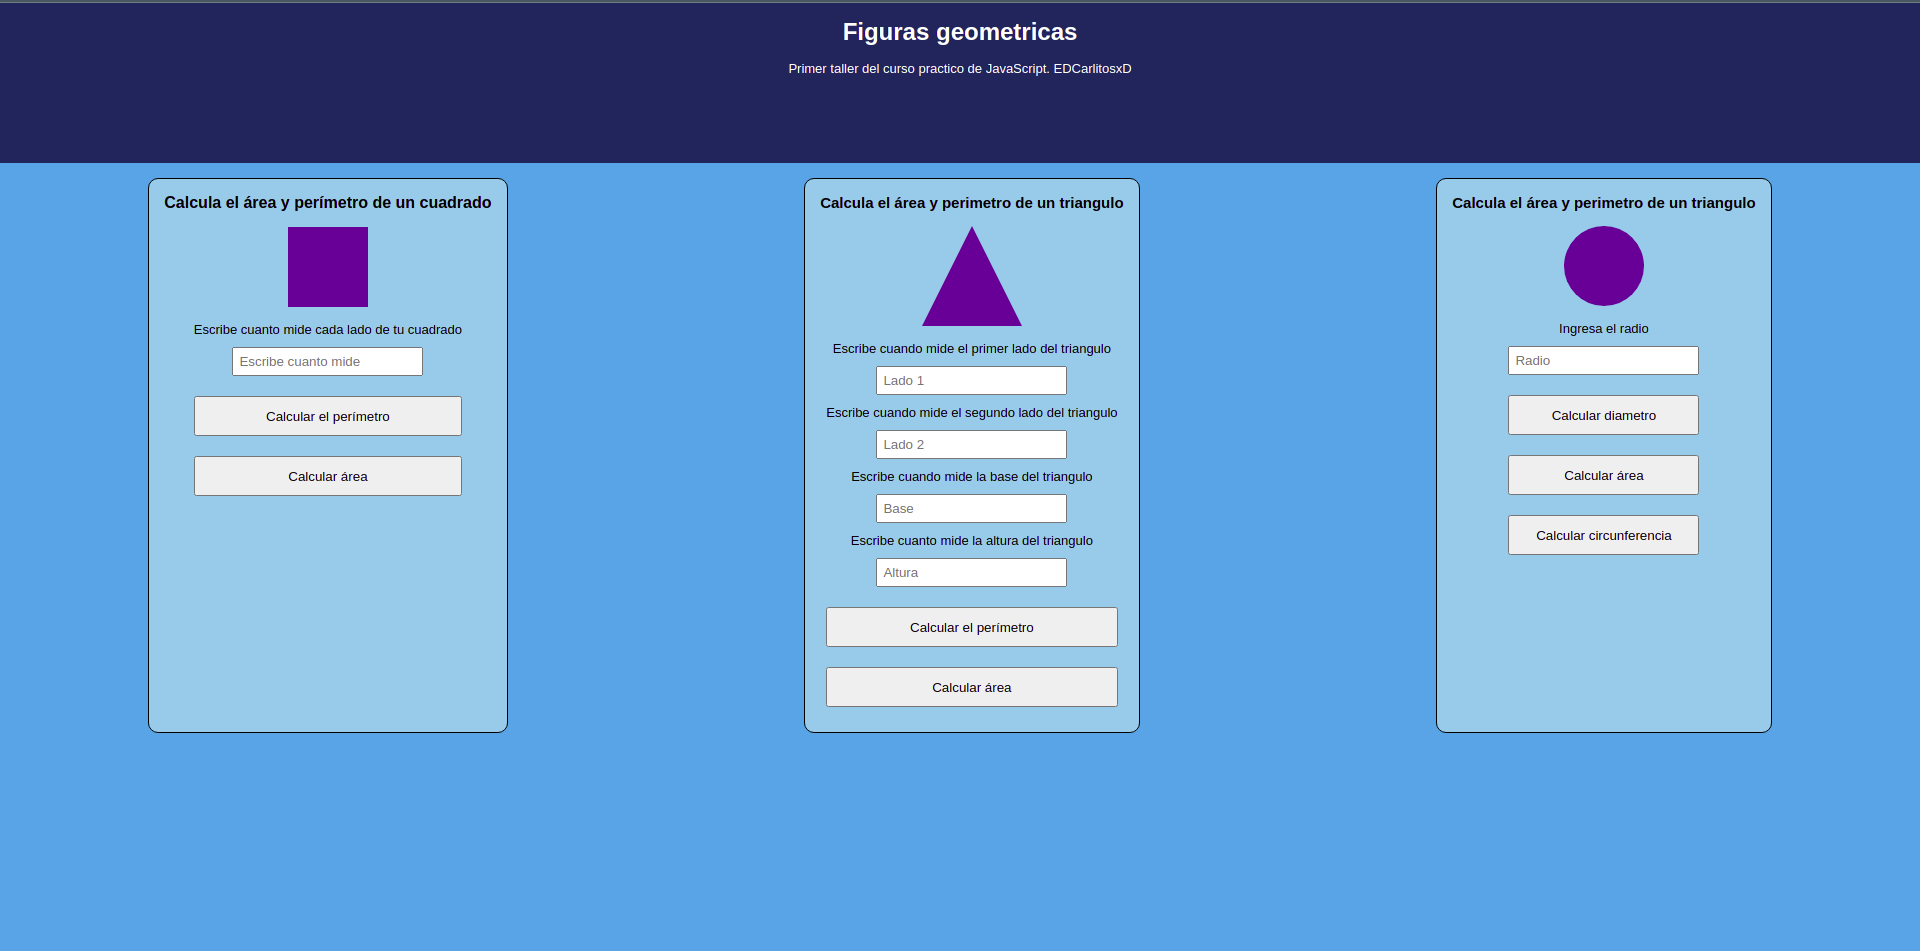 Figuras geometricas
Primer taller del curso practico de JavaScript. EDCarlitosxD
Calcula el área y perímetro de un cuadrado
Escribe cuanto mide cada lado de tu cuadrado
Escribe cuanto mide
Calcular el perímetro
Calcular área
Calcula el área y perimetro de un triangulo
Escribe cuando mide el primer lado del triangulo
Lado 1
Escribe cuando mide el segundo lado del triangulo
Lado 2
Escribe cuando mide la base del triangulo
Base
Escribe cuanto mide la altura del triangulo
Altura
Calcular el perímetro
Calcular área
Calcula el área y perimetro de un triangulo
Ingresa el radio
Radio
Calcular diametro
Calcular área
Calcular circunferencia